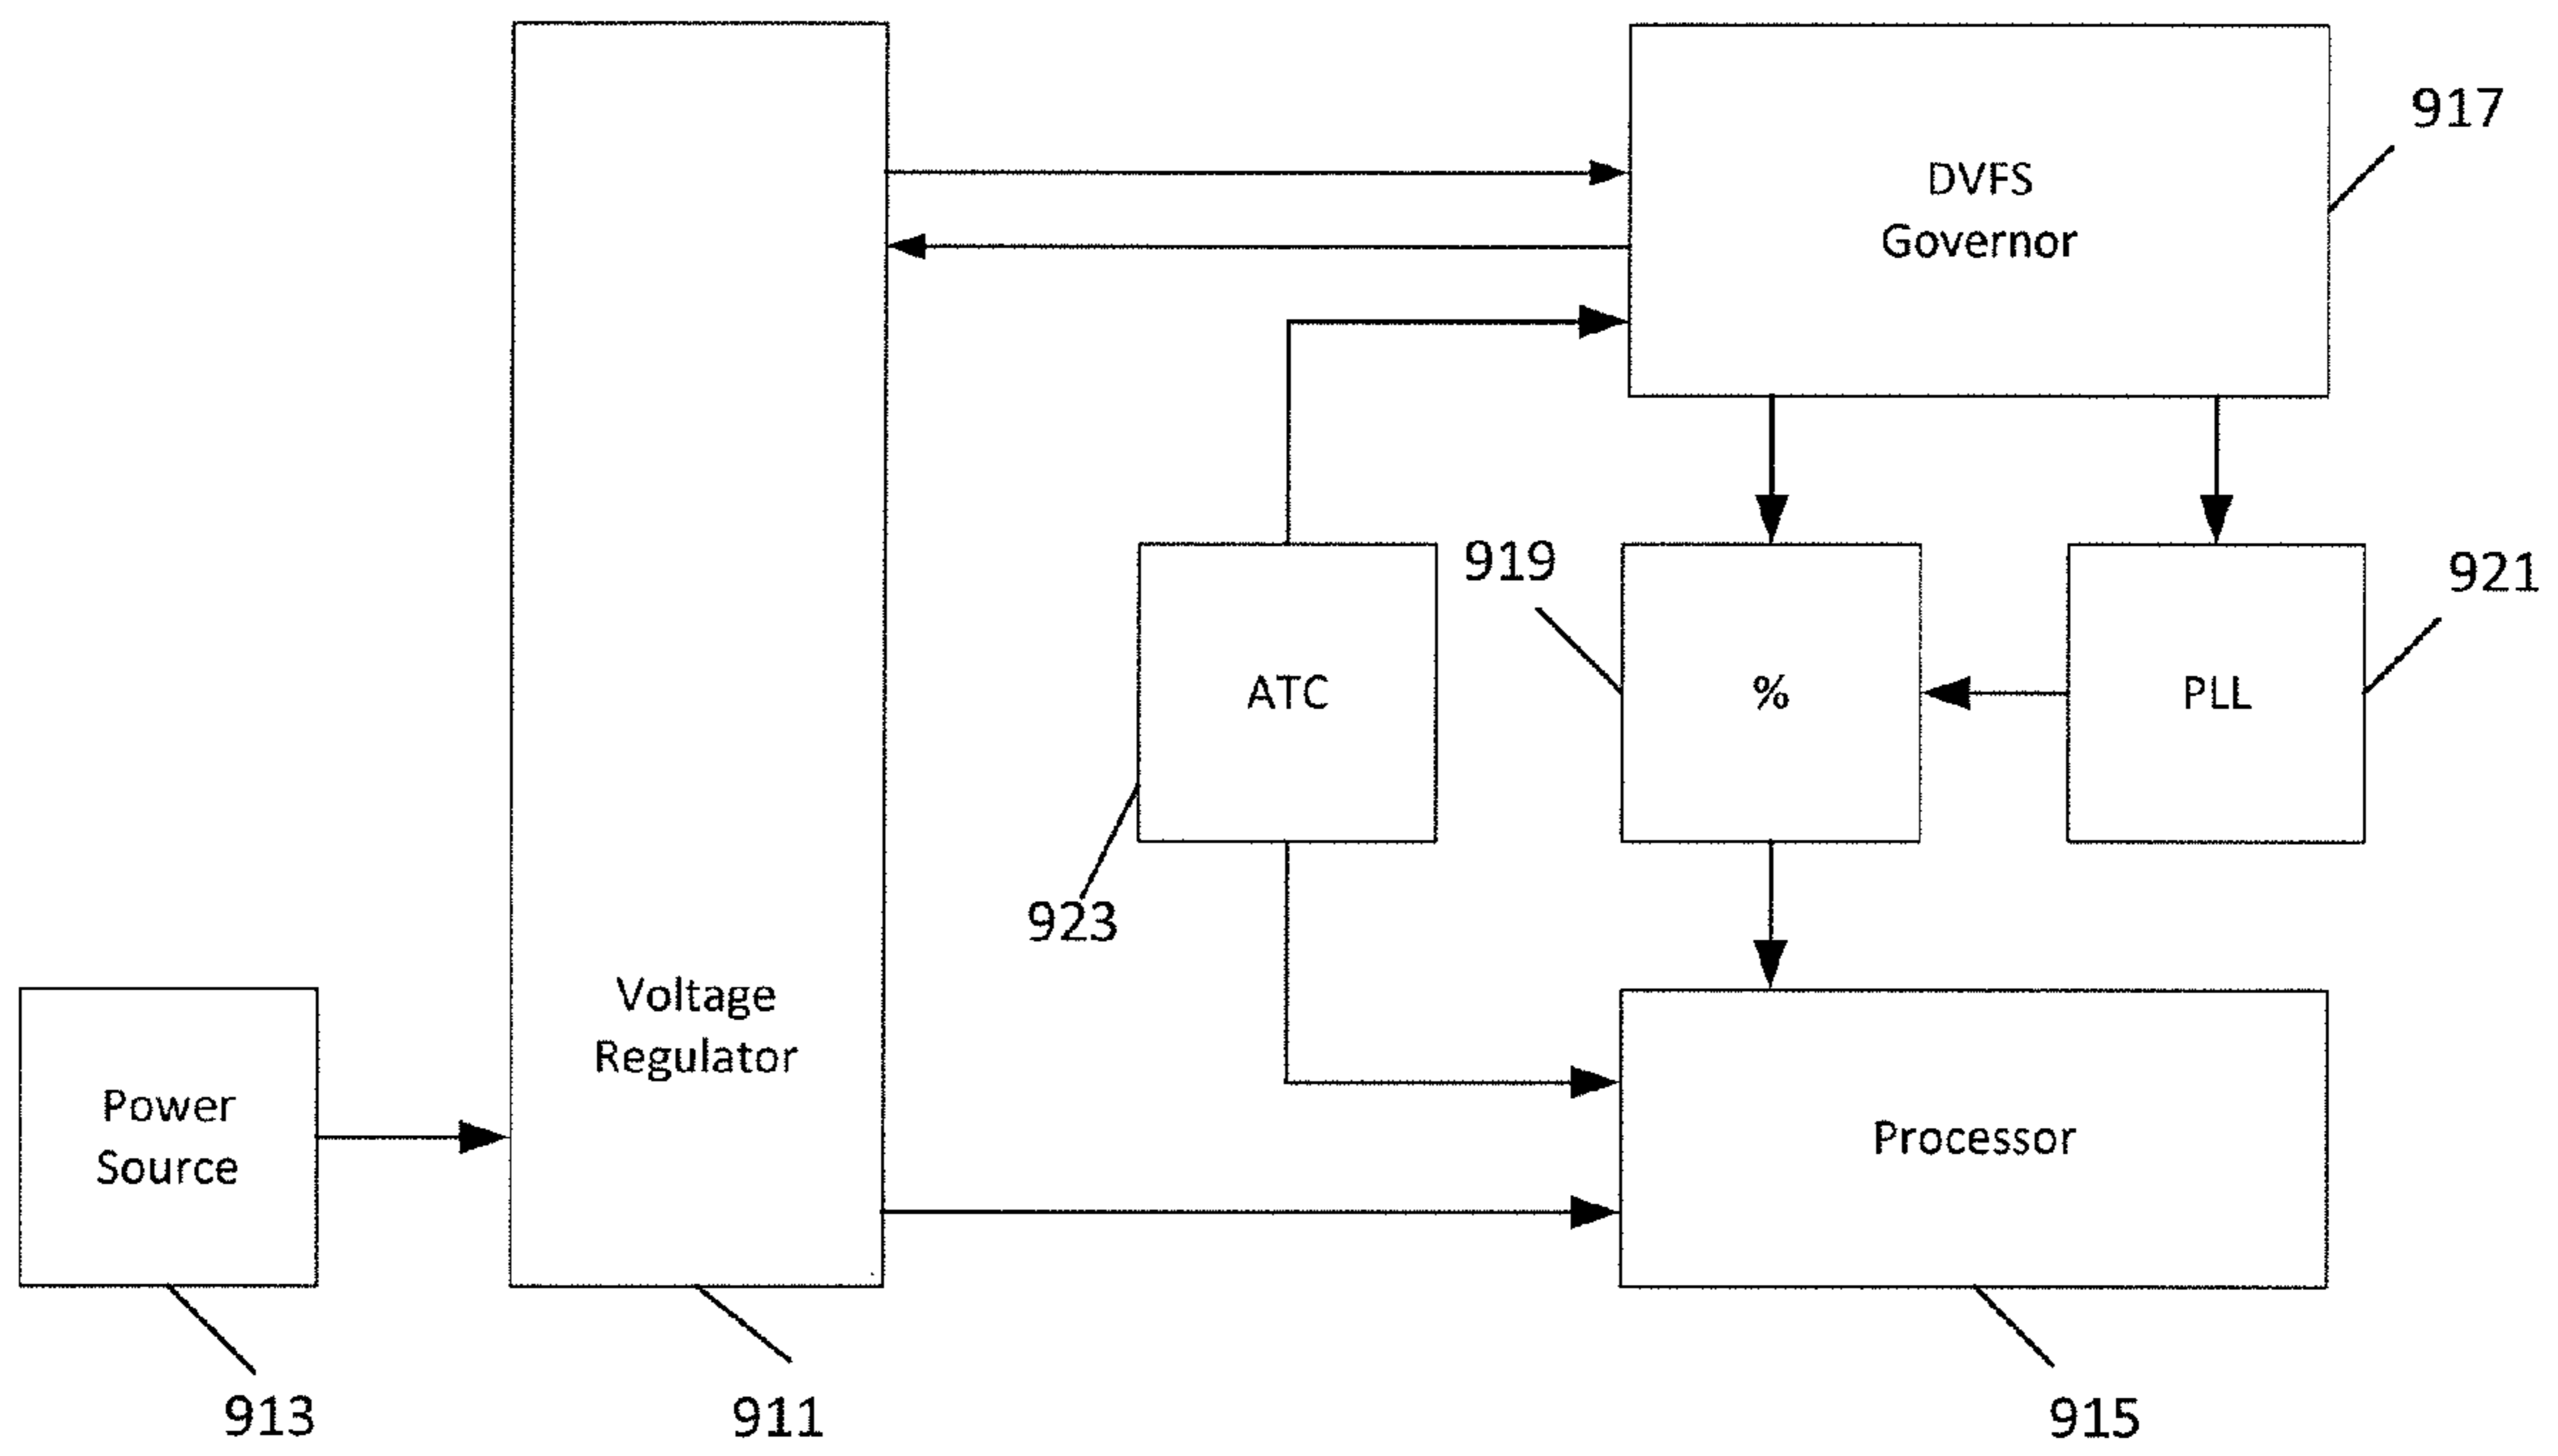 917
DVFS
Governor
919
921
ATC
%
PLL
923
Voltage
Regulator
Power
Source
Processor
913
911
915